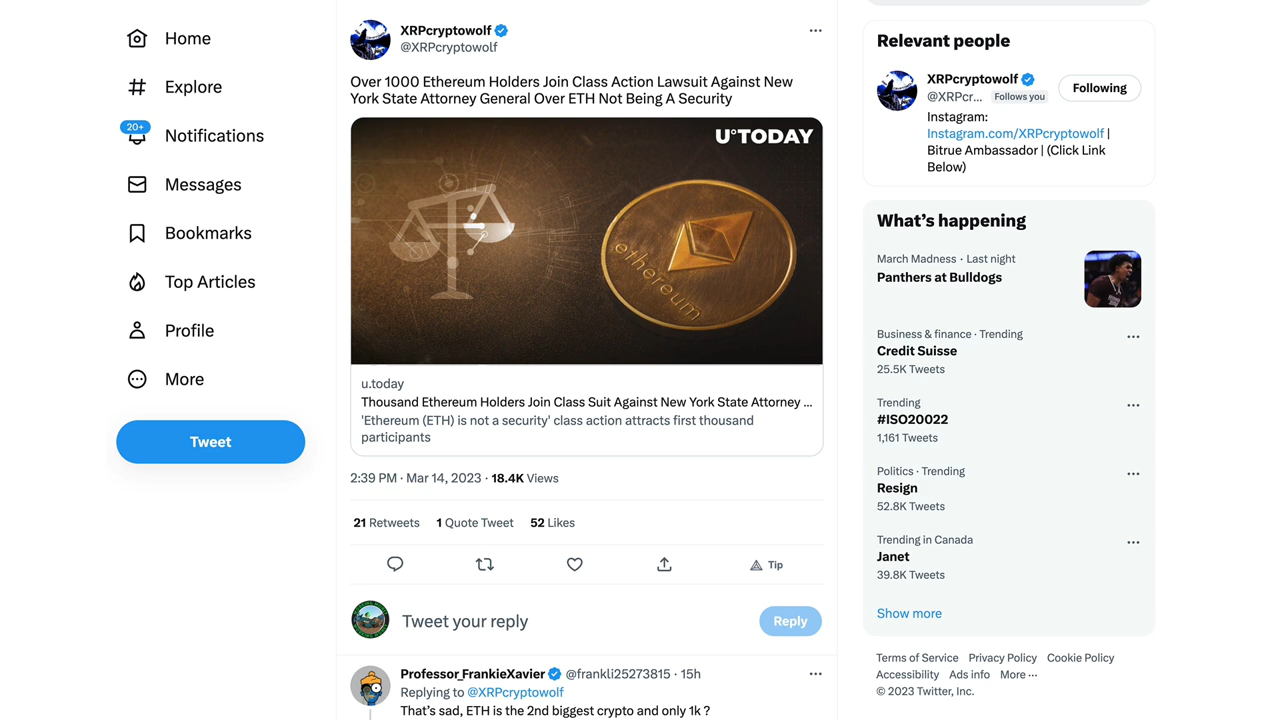 Home
Explore
20+
Notifications
Messages
Bookmarks
Top Articles
Profile
More
Tweet
XRPcryptowolf
@XRPcryptowolf
Over 1000 Ethereum Holders Join Class Action Lawsuit Against New
York State Attorney General Over ETH Not Being A Security
U°TODAY
ethereum
u.today
Thousand Ethereum Holders Join Class Suit Against New York State Attorney ...
'Ethereum (ETH) is not a security' class action attracts first thousand
participants
2:39 PM · Mar 14, 2023 · 18.4K Views
21 Retweets 1 Quote Tweet 52 Likes
Tip
Tweet your reply
Reply
Professor_FrankieXavier @frankli25273815 · 15h
Replying to @XRPcryptowolf
That's sad, ETH is the 2nd biggest crypto and only 1k ?
Relevant people
XRPcryptowolf
@XRPcr... Follows you
Following
Instagram:
Instagram.com/XRPcryptowolf |
Bitrue Ambassador | (Click Link
Below)
What's happening
March Madness · Last night
Panthers at Bulldogs
Business & finance · Trending
Credit Suisse
25.5K Tweets
Trending
#ISO20022
1,161 Tweets
Politics · Trending
Resign
52.8K Tweets
Trending in Canada
Janet
39.8K Tweets
Show more
Terms of Service Privacy Policy Cookie Policy
Accessibility Ads info More ...
© 2023 Twitter, Inc.